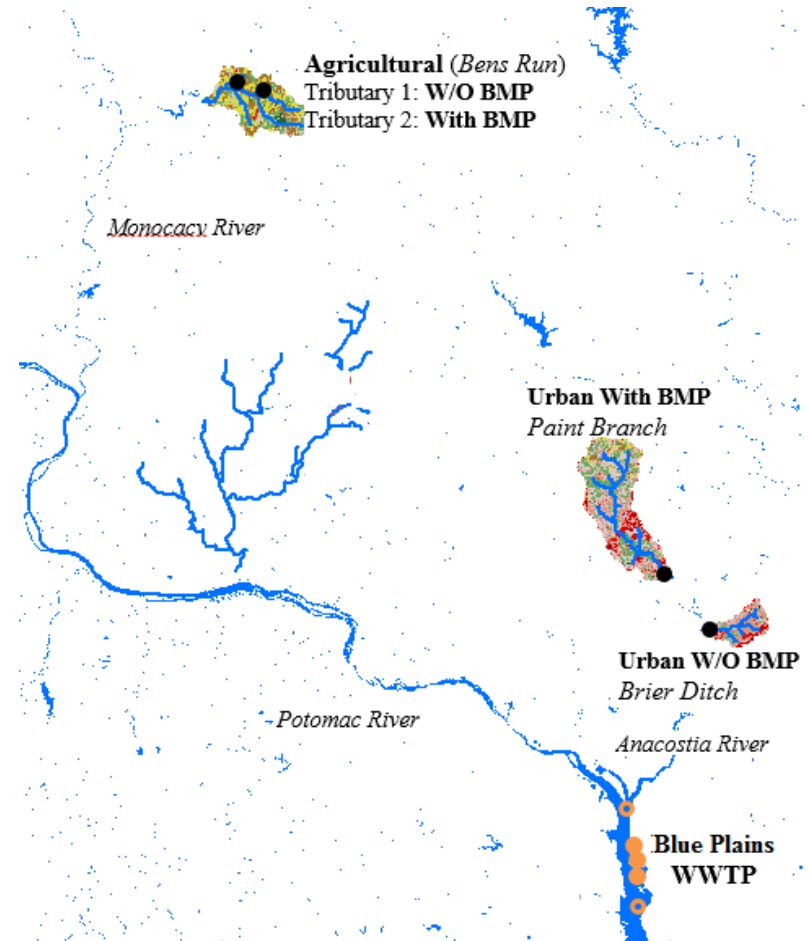 Agricultural (Bens Run)
Tributary 1: W/O BMP
Tributary 2: With BMP
Monocacy River
Urban With BMP
Paint Branch
Urban W/O BMP
Brier Ditch
Potomac River
Anacostia River
Blue Plains
WWTP